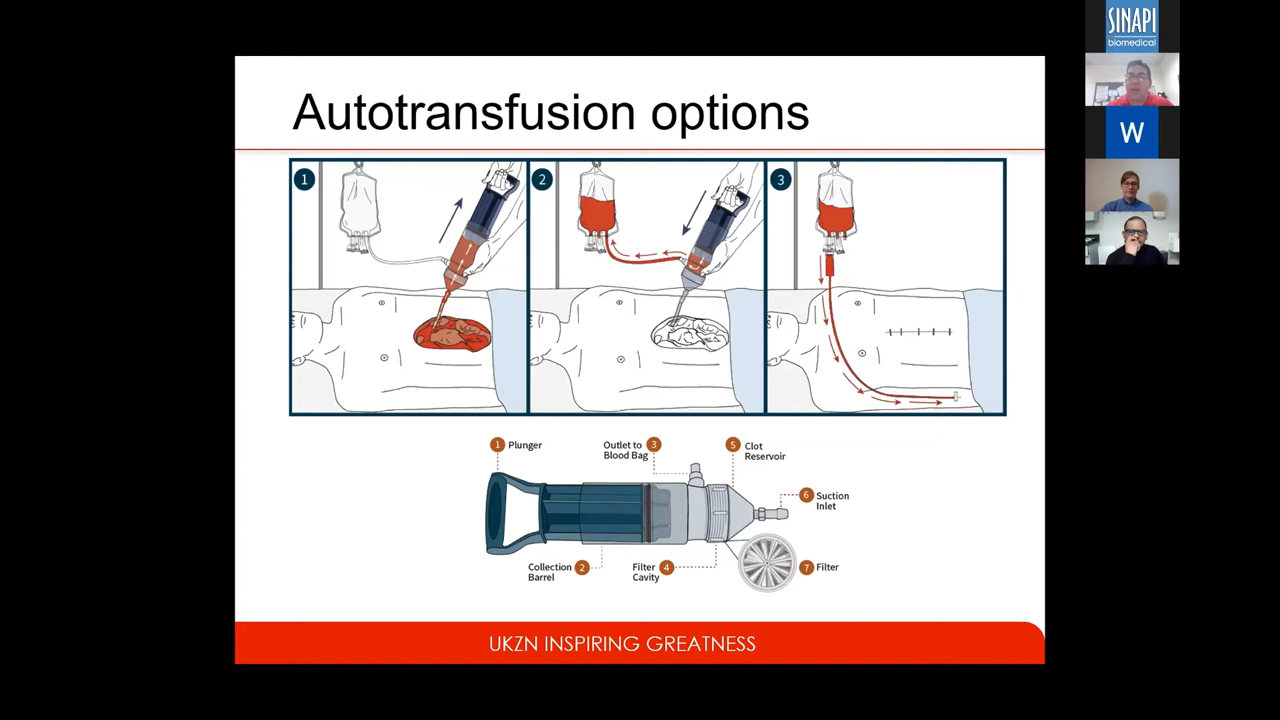 SINAPI
biomedical
W
Autotransfusion options
1
2
3
1 Plunger
Outlet to 3
Blood Bag
5 Clot
Reservoir
6 Suction
Inlet
Collection 2
Barrel
Filter 4
Cavity
7 Filter
UKZN INSPIRING GREATNESS